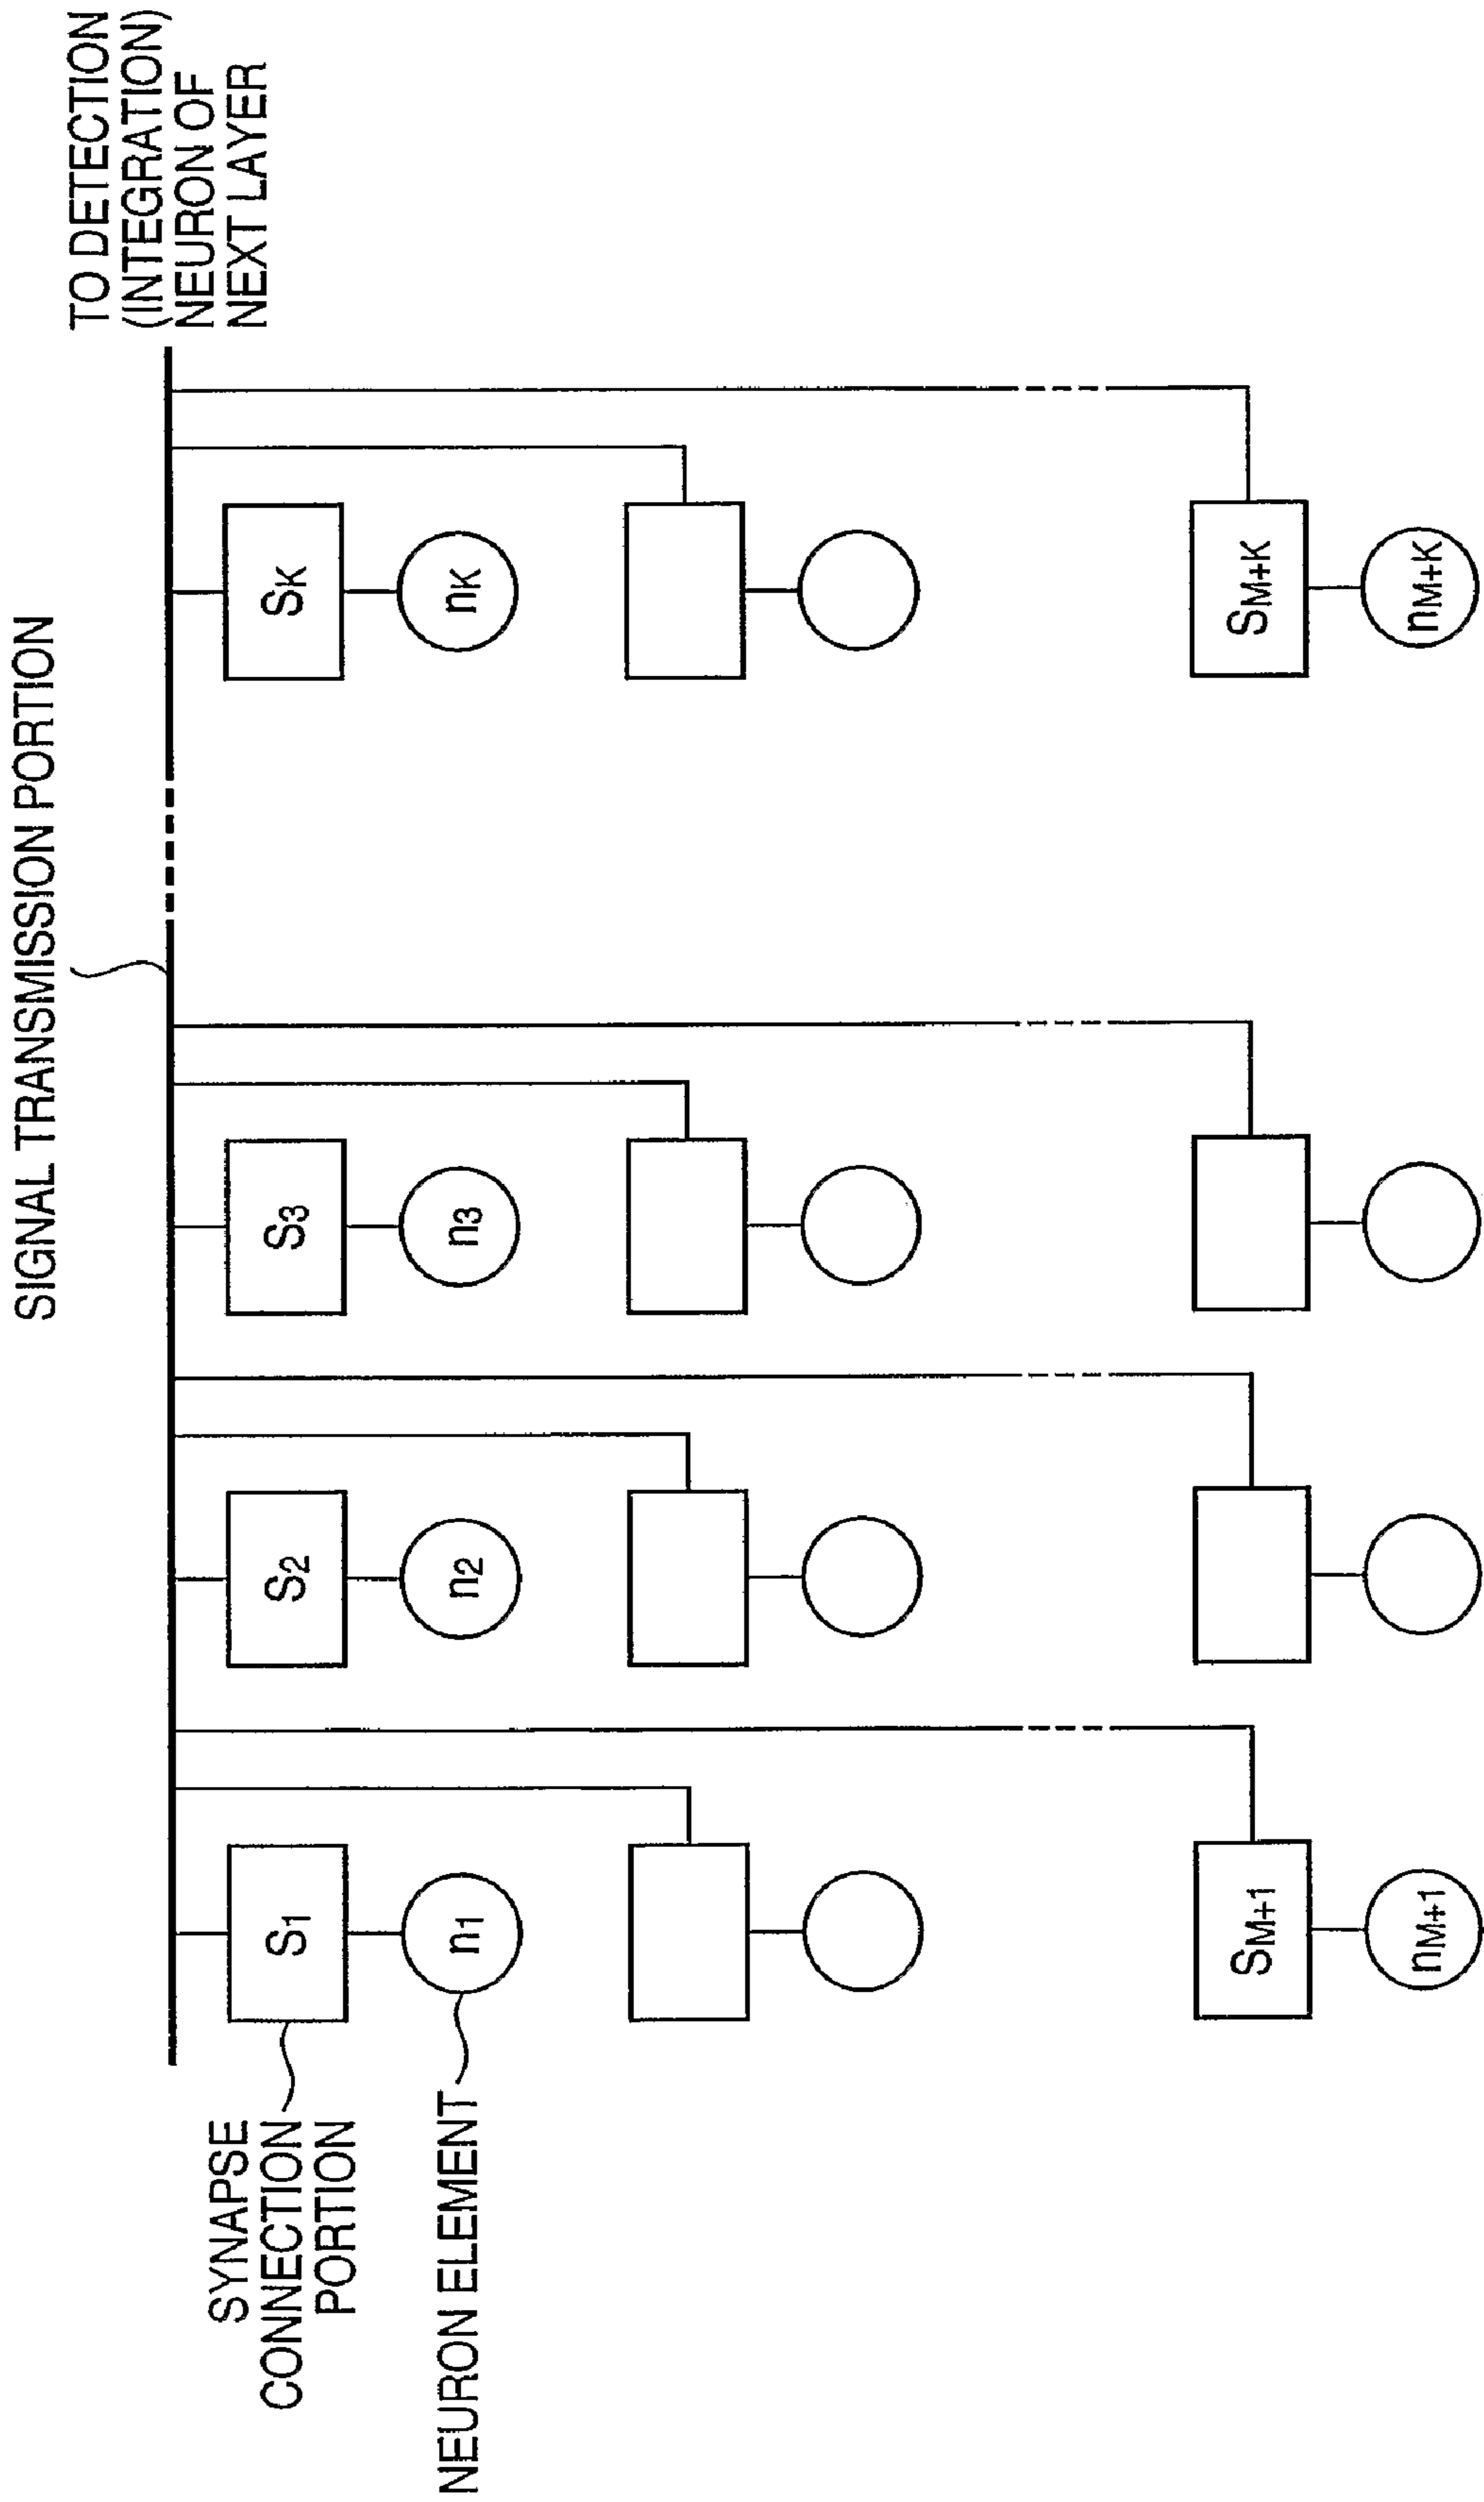 SIGNAL TRANSMISSION PORTION
TO DETECTION
(INTEGRATION)
NEURON OF
NEXT LAYER
SYNAPSE
CONNECTION
PORTION
S1
S2
S3
SK
NEURON ELEMENT
n1
n2
n3
nK
SM+1
SM+K
nM+1
nM+K